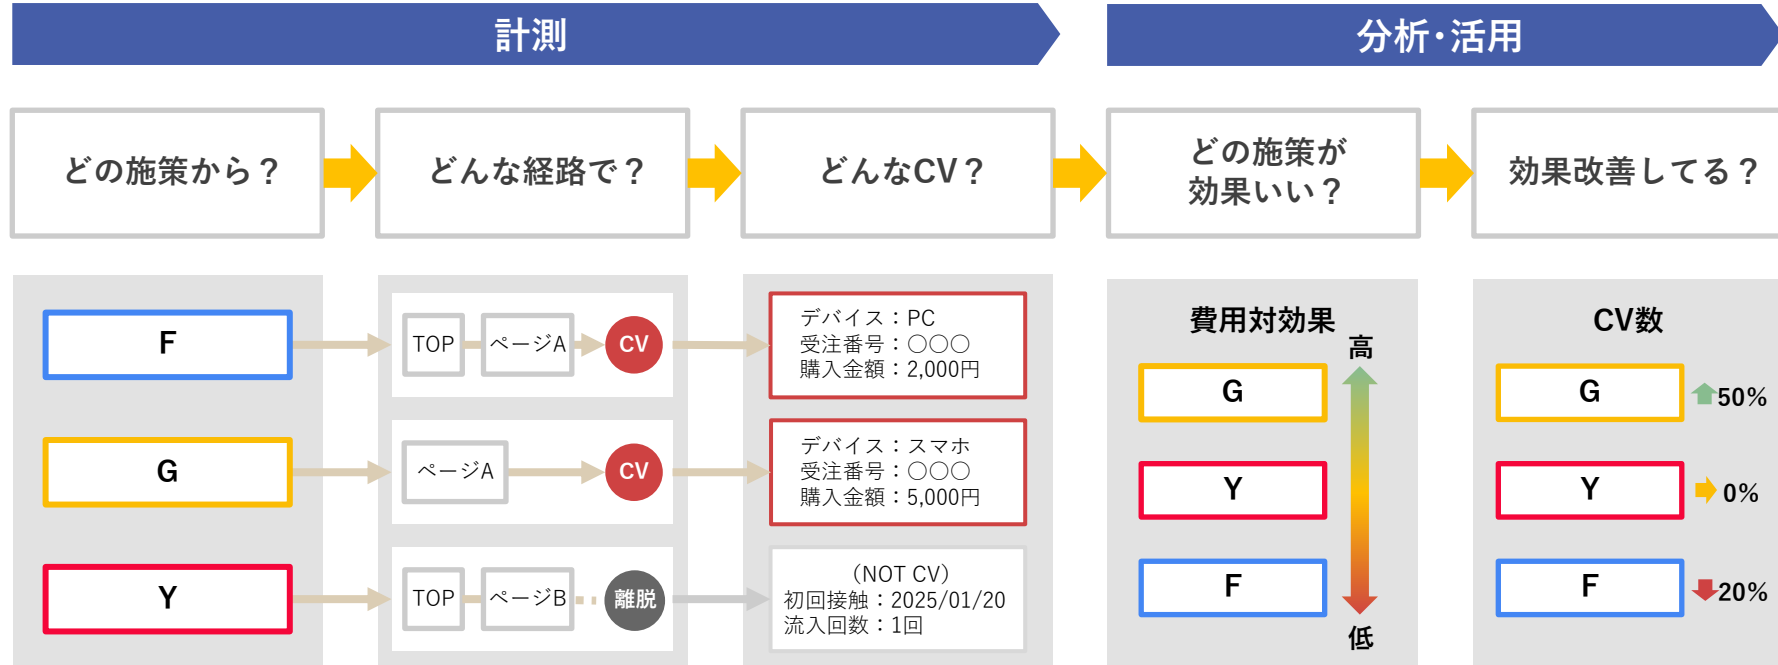 計測
分析・活用
どの施策から？
どんな経路で？
どんなCV？
どの施策が
効果いい？
効果改善してる？
F
TOP
ページA
CV
デバイス：PC
受注番号：○○○
購入金額：2,000円
G
ページA
CV
デバイス：スマホ
受注番号：○○○
購入金額：5,000円
Y
TOP
ページB
離脱
（NOT CV）
初回接触：2025/01/20
流入回数：1回
費用対効果
高
G
Y
F
低
CV数
G
50%
Y
0%
F
20%